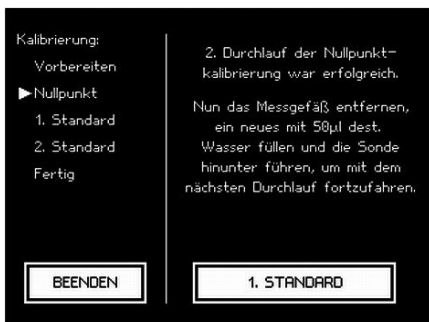 Kalibrierung:
Vorbereiten
Nullpunkt
1. Standard
2. Standard
Fertig
2. Durchlauf der Nullpunkt-
kalibrierung war erfolgreich.
Nun das Messgefäß entfernen,
ein neues mit 50µl dest.
Wasser füllen und die Sonde
hinunter führen, um mit dem
nächsten Durchlauf fortzufahren.
BEENDEN
1. STANDARD